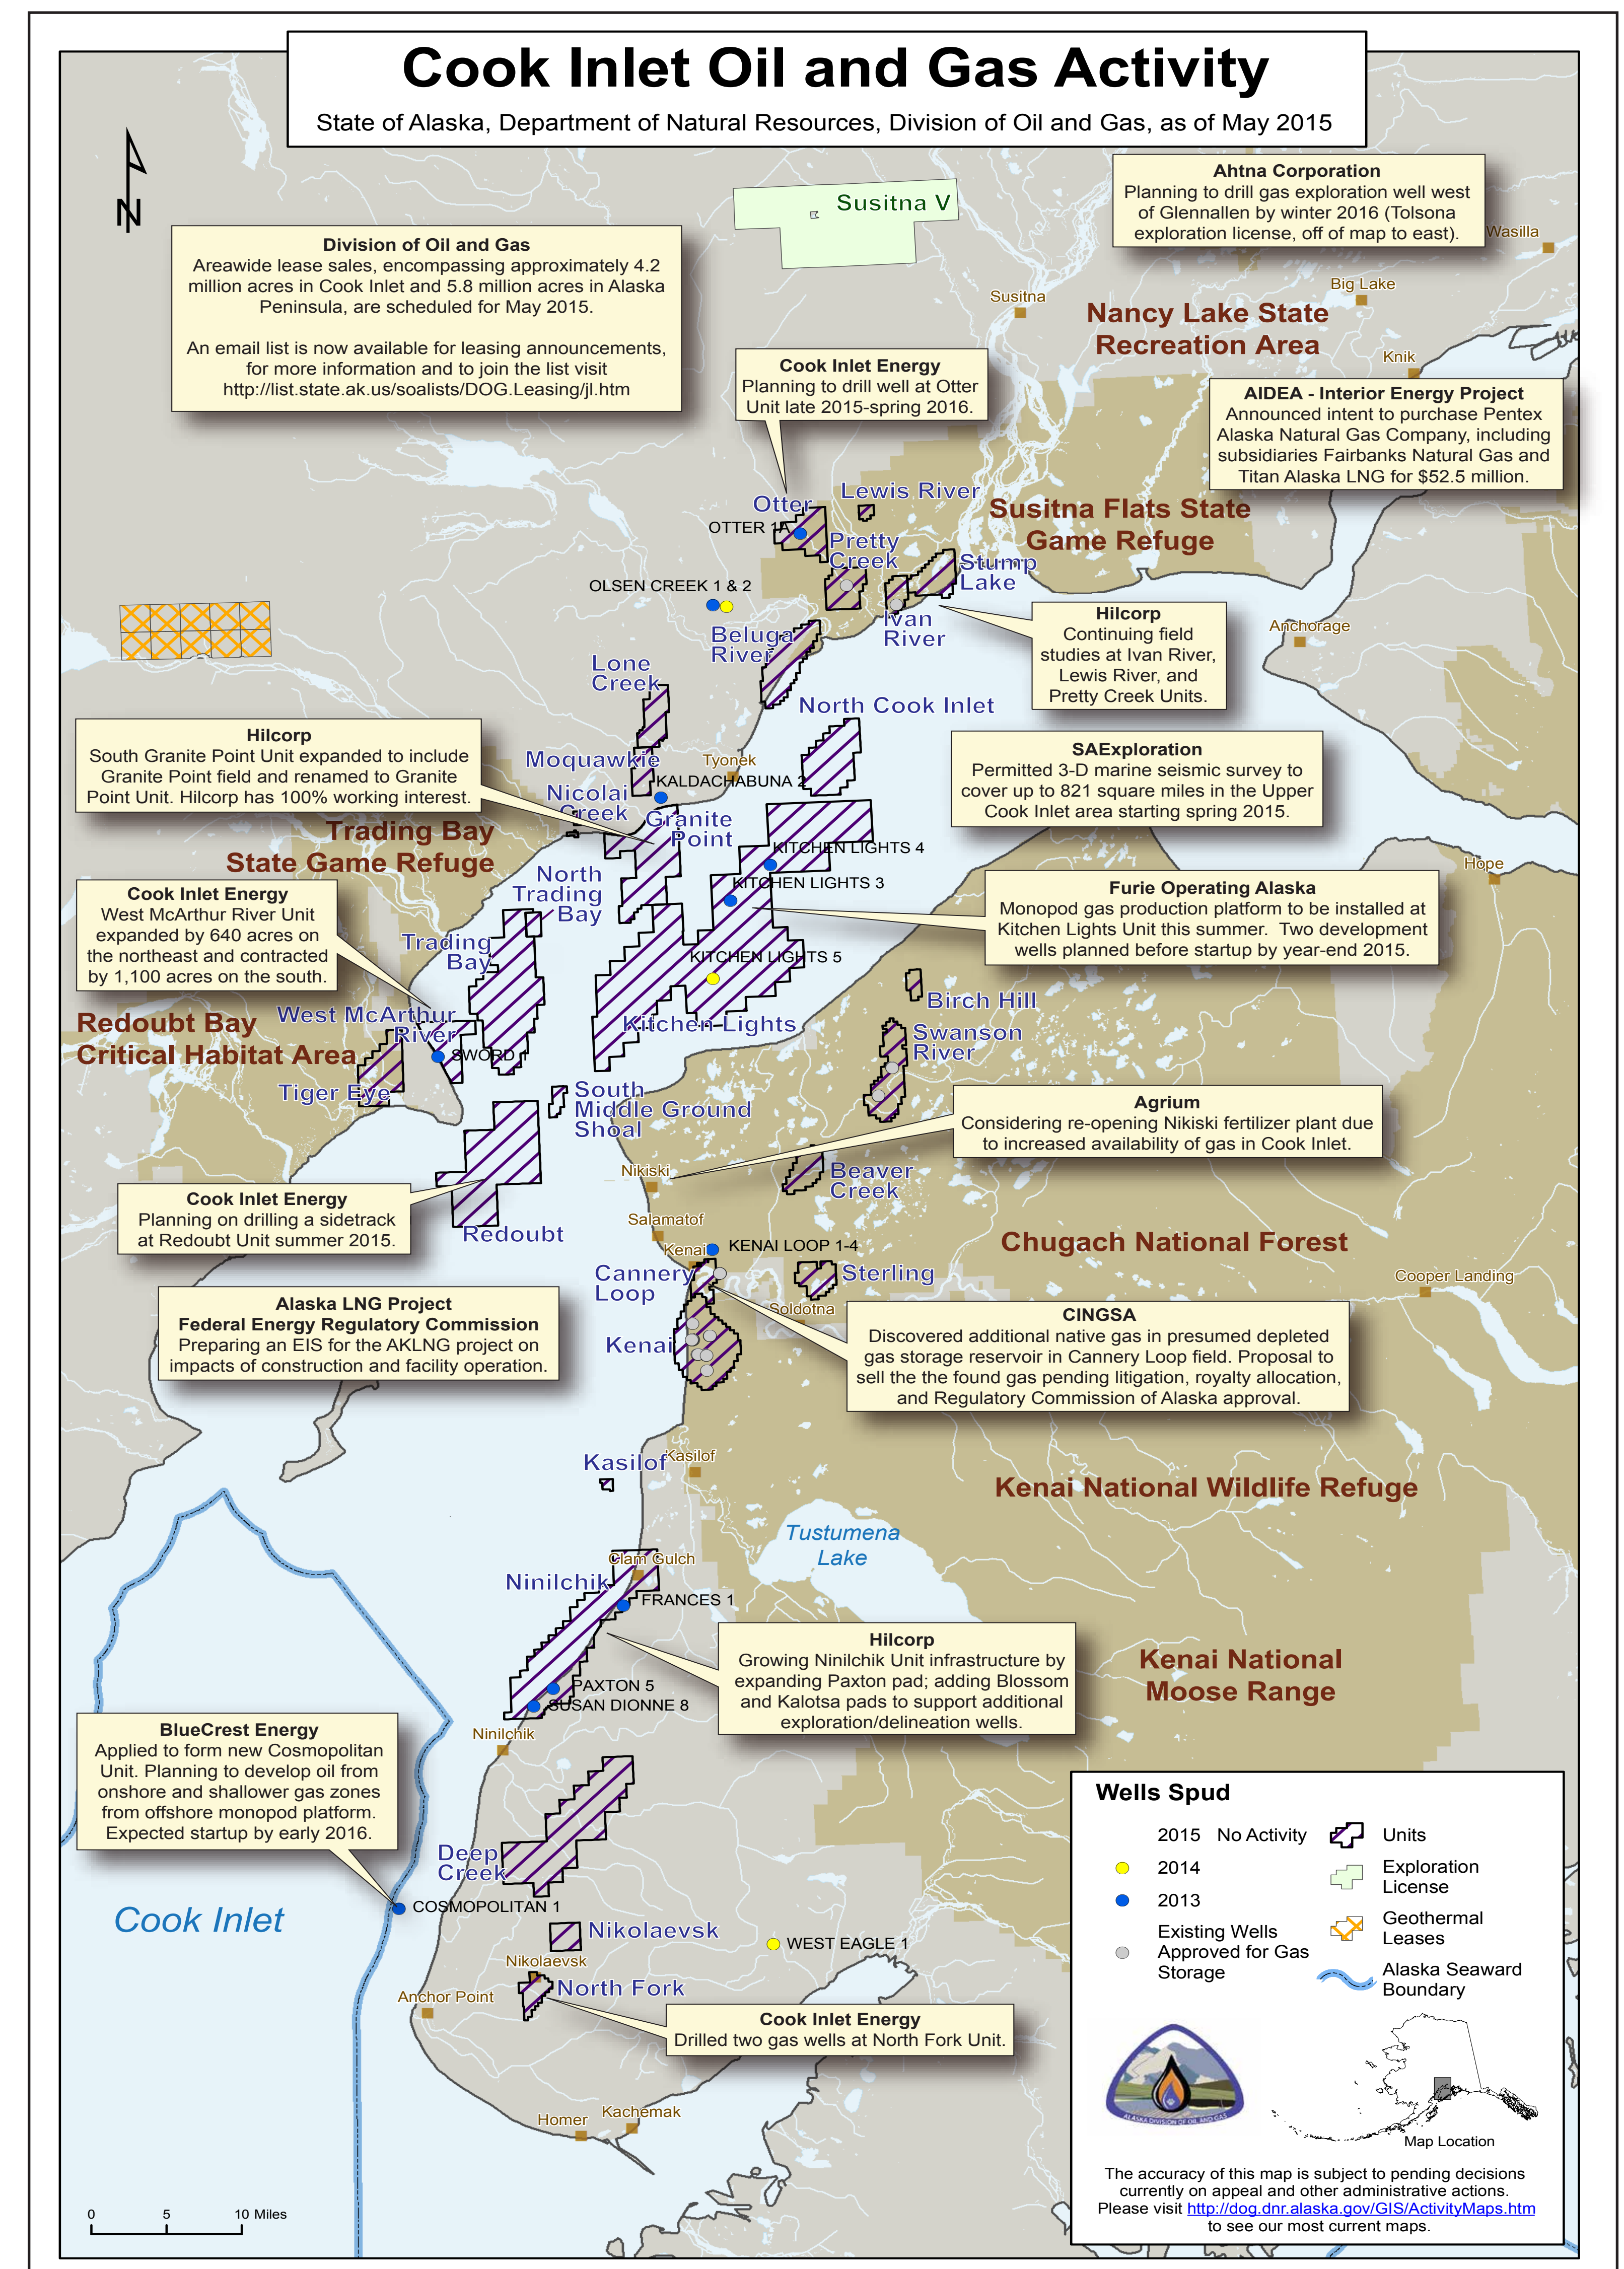 Cook Inlet Oil and Gas Activity
State of Alaska, Department of Natural Resources, Division of Oil and Gas, as of May 2015
N
Susitna V
Ahtna Corporation
Planning to drill gas exploration well west
of Glennallen by winter 2016 (Tolsona
exploration license, off of map to east).
Wasilla
Division of Oil and Gas
Areawide lease sales, encompassing approximately 4.2
million acres in Cook Inlet and 5.8 million acres in Alaska
Peninsula, are scheduled for May 2015.
An email list is now available for leasing announcements,
for more information and to join the list visit
http://list.state.ak.us/soalists/DOG.Leasing/jl.htm
Big Lake
Susitna
Nancy Lake State
Recreation Area
Knik
Cook Inlet Energy
Planning to drill well at Otter
Unit late 2015-spring 2016.
AIDEA - Interior Energy Project
Announced intent to purchase Pentex
Alaska Natural Gas Company, including
subsidiaries Fairbanks Natural Gas and
Titan Alaska LNG for $52.5 million.
Lewis River
Otter
OTTER 1A
Susitna Flats State
Game Refuge
Pretty
Creek
Stump
Lake
OLSEN CREEK 1 & 2
Ivan
River
Hilcorp
Continuing field
studies at Ivan River,
Lewis River, and
Pretty Creek Units.
Anchorage
Beluga
River
Lone
Creek
North Cook Inlet
Hilcorp
South Granite Point Unit expanded to include
Granite Point field and renamed to Granite
Point Unit. Hilcorp has 100% working interest.
SAExploration
Permitted 3-D marine seismic survey to
cover up to 821 square miles in the Upper
Cook Inlet area starting spring 2015.
Moquawkie
Tyonek
KALDACHABUNA 2
Nicolai
Creek
Granite
Point
Trading Bay
State Game Refuge
KITCHEN LIGHTS 4
Hope
North
Trading
Bay
KITCHEN LIGHTS 3
Cook Inlet Energy
West McArthur River Unit
expanded by 640 acres on
the northeast and contracted
by 1,100 acres on the south.
Furie Operating Alaska
Monopod gas production platform to be installed at
Kitchen Lights Unit this summer. Two development
wells planned before startup by year-end 2015.
Trading
Bay
KITCHEN LIGHTS 5
Birch Hill
West McArthur
River
Kitchen Lights
Redoubt Bay
Critical Habitat Area
Swanson
River
SWORD 1
Tiger Eye
South
Middle Ground
Shoal
Agrium
Considering re-opening Nikiski fertilizer plant due
to increased availability of gas in Cook Inlet.
Nikiski
Beaver
Creek
Cook Inlet Energy
Planning on drilling a sidetrack
at Redoubt Unit summer 2015.
Redoubt
Salamatof
Kenai
KENAI LOOP 1-4
Chugach National Forest
Cannery
Loop
Sterling
Cooper Landing
Soldotna
Alaska LNG Project
Federal Energy Regulatory Commission
Preparing an EIS for the AKLNG project on
impacts of construction and facility operation.
CINGSA
Discovered additional native gas in presumed depleted
gas storage reservoir in Cannery Loop field. Proposal to
sell the the found gas pending litigation, royalty allocation,
and Regulatory Commission of Alaska approval.
Kenai
Kasilof
Kasilof
Kenai National Wildlife Refuge
Tustumena
Lake
Clam Gulch
Ninilchik
FRANCES 1
Hilcorp
Growing Ninilchik Unit infrastructure by
expanding Paxton pad; adding Blossom
and Kalotsa pads to support additional
exploration/delineation wells.
Kenai National
Moose Range
PAXTON 5
SUSAN DIONNE 8
Ninilchik
BlueCrest Energy
Applied to form new Cosmopolitan
Unit. Planning to develop oil from
onshore and shallower gas zones
from offshore monopod platform.
Expected startup by early 2016.
Deep
Creek
COSMOPOLITAN 1
Cook Inlet
Nikolaevsk
WEST EAGLE 1
Nikolaevsk
North Fork
Anchor Point
Cook Inlet Energy
Drilled two gas wells at North Fork Unit.
Homer
Kachemak
0 5 10 Miles
Wells Spud
2015 No Activity
2014
2013
Existing Wells
Approved for Gas
Storage
Units
Exploration
License
Geothermal
Leases
Alaska Seaward
Boundary
ALASKA DIVISION OF OIL AND GAS
Map Location
The accuracy of this map is subject to pending decisions
currently on appeal and other administrative actions.
Please visit http://dog.dnr.alaska.gov/GIS/ActivityMaps.htm
to see our most current maps.